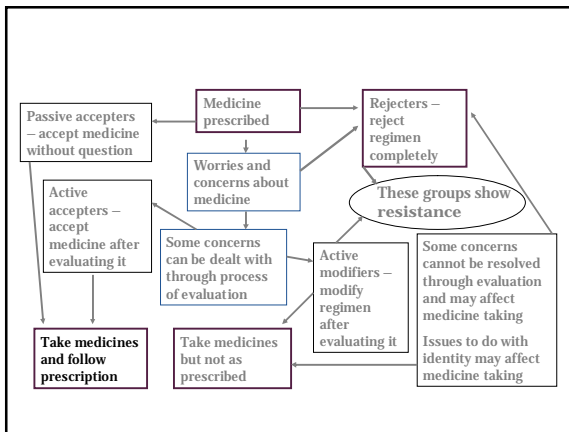 Medicine
prescribed
Rejecters –
reject
regimen
completely
Passive accepters
– accept medicine
without question
Worries and
concerns about
medicine
These groups show
resistance
Active
accepters –
accept
medicine after
evaluating it
Some concerns
can be dealt with
through process
of evaluation
Active
modifiers –
modify
regimen
after
evaluating it
Some concerns
cannot be resolved
through evaluation
and may affect
medicine taking
Issues to do with
identity may affect
medicine taking
Take medicines
and follow
prescription
Take medicines
but not as
prescribed